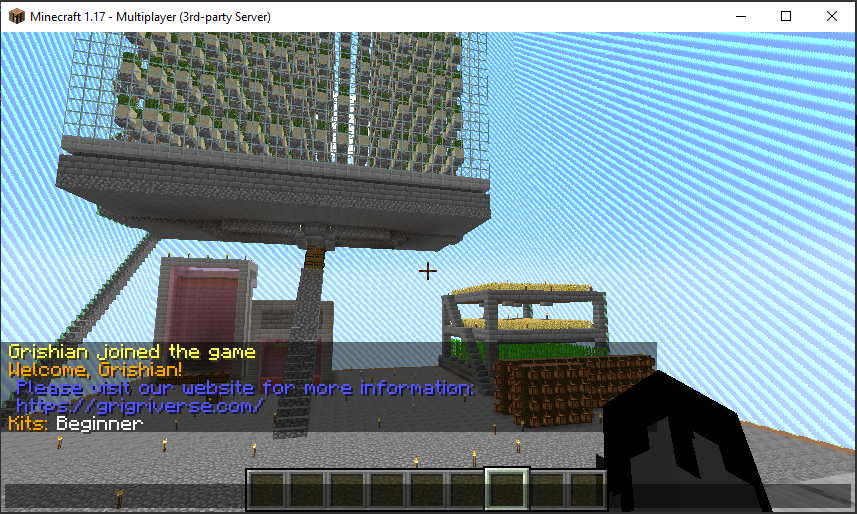 Minecraft 1.17 - Multiplayer (3rd-party Server)
Grishian joined the game
Welcome, Grishian!
Please visit our website for more information:
https://grigriverse.com/
Kits: Beginner